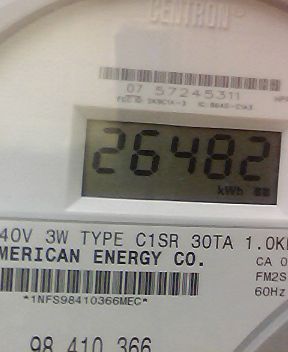 CENTRON
07 57245311
26482
kWh
40V 3W TYPE C1SR 30TA 1.0K
MERICAN ENERGY CO.
CA 0
FM2S
60Hz
*1NFS98410366MEC*
98 410 366